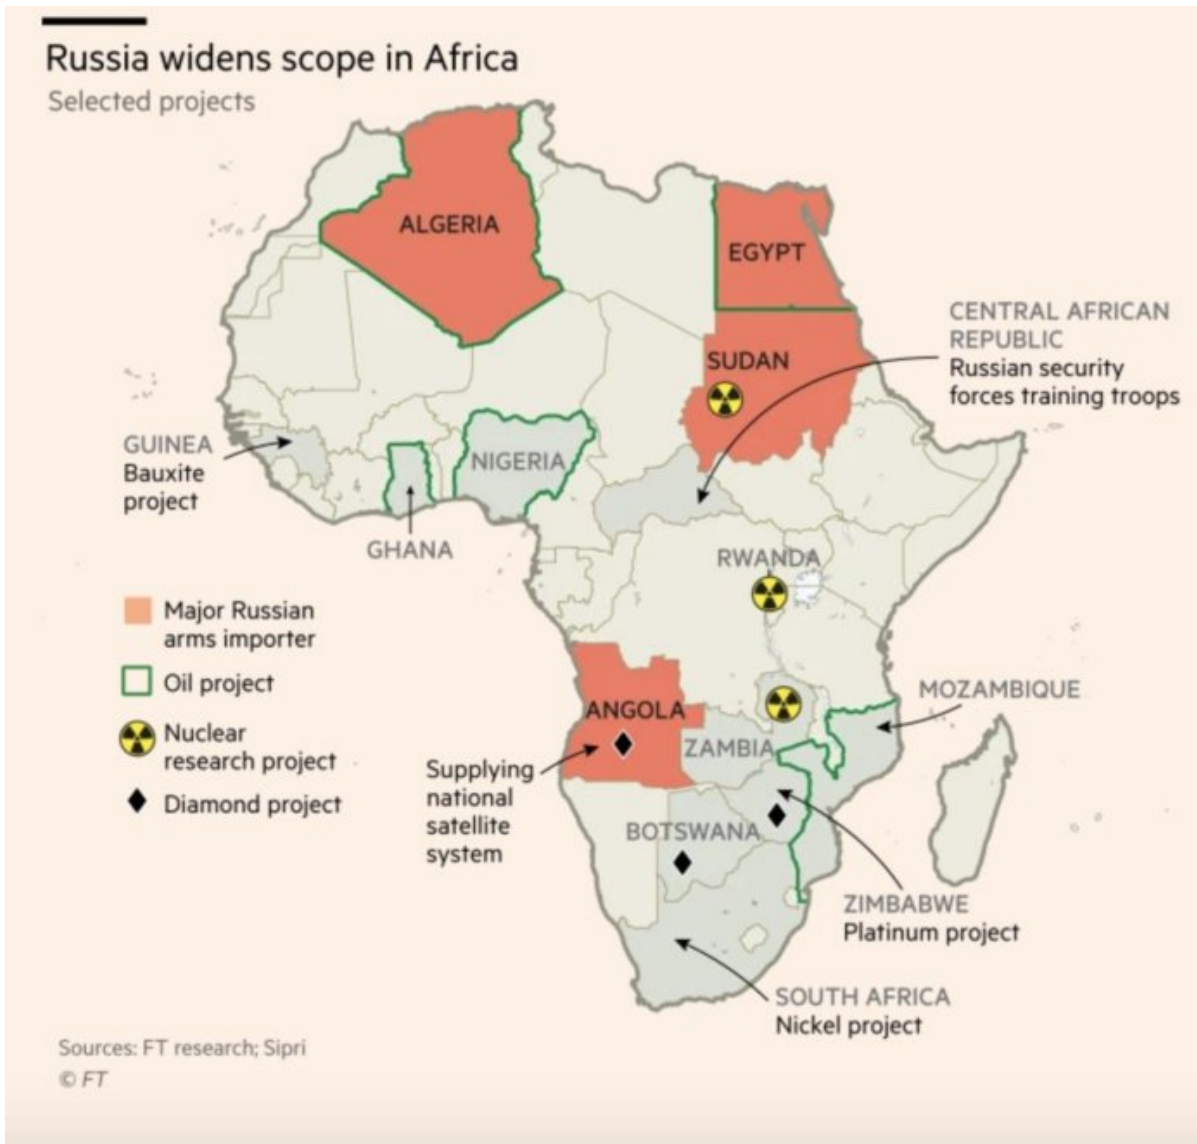 Russia widens scope in Africa
Selected projects
ALGERIA
EGYPT
CENTRAL AFRICAN
REPUBLIC
Russian security
forces training troops
SUDAN
GUINEA
Bauxite
project
NIGERIA
GHANA
RWANDA
Major Russian
arms importer
Oil project
Nuclear
research project
Diamond project
MOZAMBIQUE
ANGOLA
ZAMBIA
Supplying
national
satellite
system
BOTSWANA
ZIMBABWE
Platinum project
SOUTH AFRICA
Nickel project
Sources: FT research; Sipri
© FT